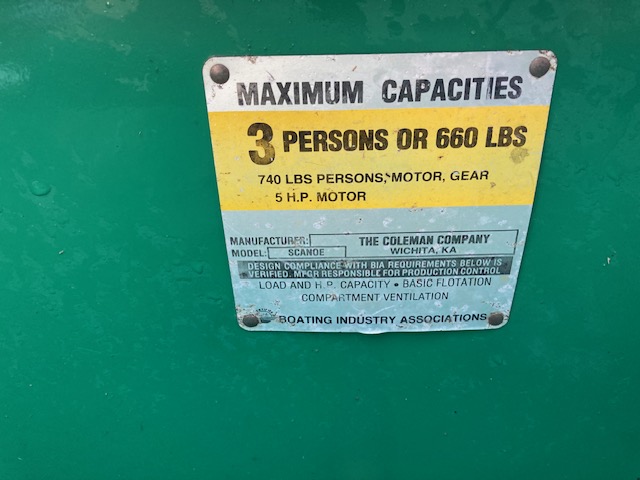 MAXIMUM CAPACITIES
3 PERSONS OR 660 LBS
740 LBS PERSONS, MOTOR, GEAR
5 H.P. MOTOR
MANUFACTURER: THE COLEMAN COMPANY
MODEL: SCANOE WICHITA, KA
DESIGN COMPLIANCE WITH BIA REQUIREMENTS BELOW IS
VERIFIED. MFGR RESPONSIBLE FOR PRODUCTION CONTROL
LOAD AND H.P. CAPACITY • BASIC FLOTATION
COMPARTMENT VENTILATION
BOATING INDUSTRY ASSOCIATIONS